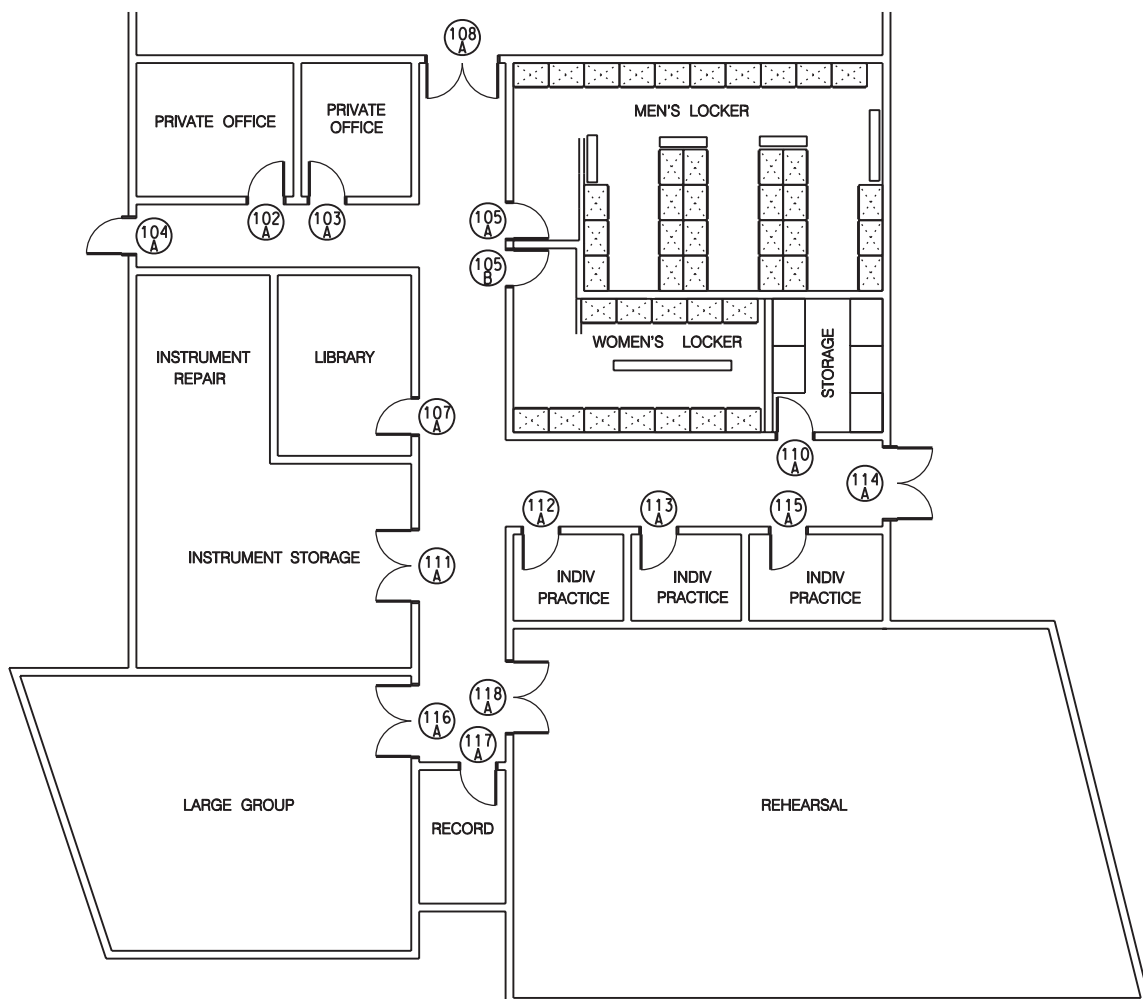 108
A
PRIVATE OFFICE
PRIVATE
OFFICE
MEN'S LOCKER
102
A
103
A
104
A
105
A
105
B
INSTRUMENT
REPAIR
LIBRARY
WOMEN'S LOCKER
STORAGE
107
A
110
A
114
A
112
A
113
A
115
A
INSTRUMENT STORAGE
111
A
INDIV
PRACTICE
INDIV
PRACTICE
INDIV
PRACTICE
118
A
116
A
117
A
LARGE GROUP
RECORD
REHEARSAL